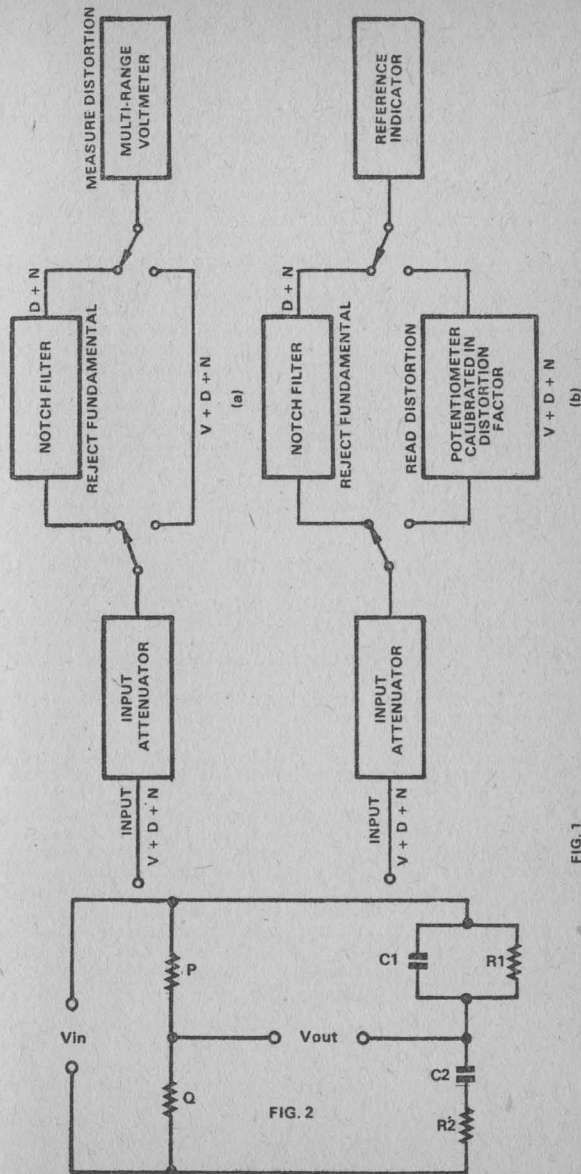 INPUT
V + D + N
INPUT
ATTENUATOR
NOTCH FILTER
REJECT FUNDAMENTAL
D + N
V + D + N
(a)
MEASURE DISTORTION
MULTI-RANGE
VOLTMETER
INPUT
V + D + N
INPUT
ATTENUATOR
NOTCH FILTER
REJECT FUNDAMENTAL
D + N
READ DISTORTION
POTENTIOMETER
CALIBRATED IN
DISTORTION
FACTOR
V + D + N
(b)
REFERENCE
INDICATOR
FIG. 1
Vin
P
Q
Vout
C1
R1
C2
R2
FIG. 2